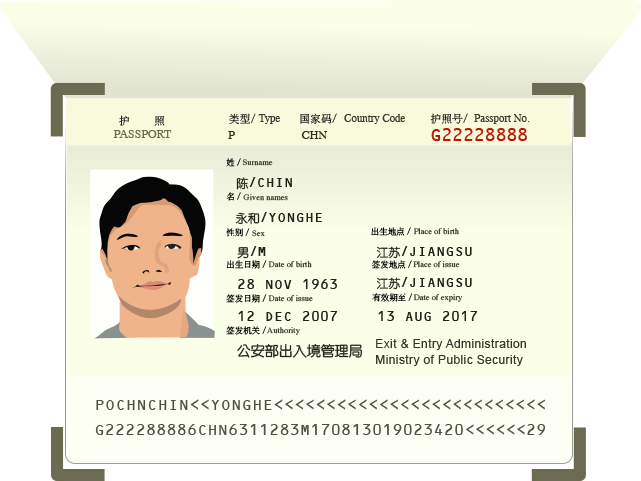 护 照 类型/ Type 国家码/ Country Code 护照号/ Passport No.
PASSPORT P CHN G22228888
姓 / Surname
陈/CHIN
名 / Given names
永和/YONGHE
性别 / Sex 出生地点 / Place of birth
男/M 江苏/JIANGSU
出生日期 / Date of birth 签发地点 / Place of issue
28 NOV 1963 江苏/JIANGSU
签发日期 / Date of issue 有效期至 / Date of expiry
12 DEC 2007 13 AUG 2017
签发机关 /Authority
公安部出入境管理局 Exit & Entry Administration
Ministry of Public Security
POCHNCHIN<<YONGHE<<<<<<<<<<<<<<<<<<<<<<<<<<
G222288886CHN6311283M170813019023420<<<<<<29